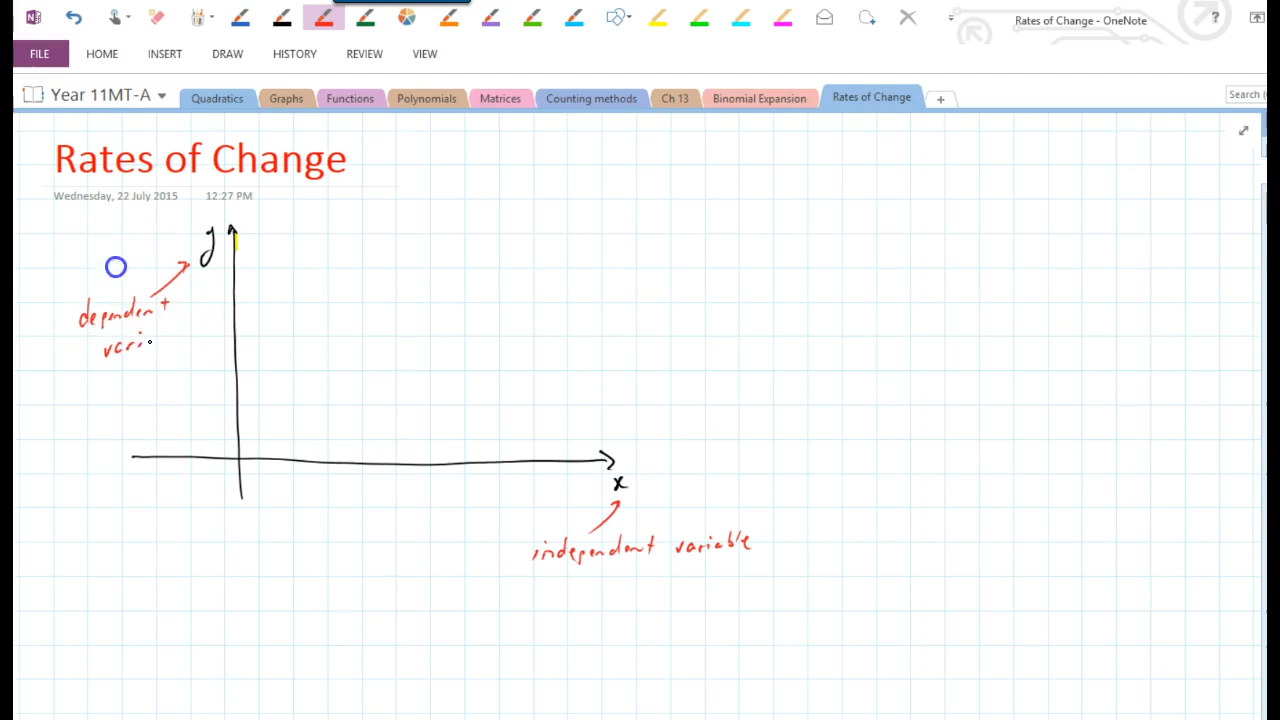 Rates of Change - OneNote
?
FILE HOME INSERT DRAW HISTORY REVIEW VIEW
Year 11MT-A Quadratics Graphs Functions Polynomials Matrices Counting methods Ch 13 Binomial Expansion Rates of Change + Search (
Rates of Change
Wednesday, 22 July 2015 12:27 PM
y
dependent
vari
x
independent variable